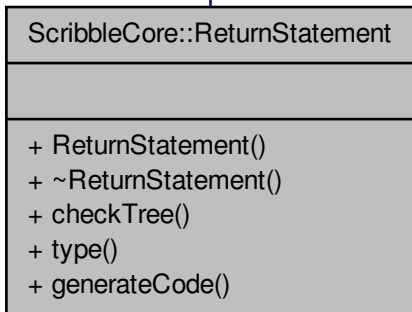 ScribbleCore::ReturnStatement
+ ReturnStatement()
+ ~ReturnStatement()
+ checkTree()
+ type()
+ generateCode()